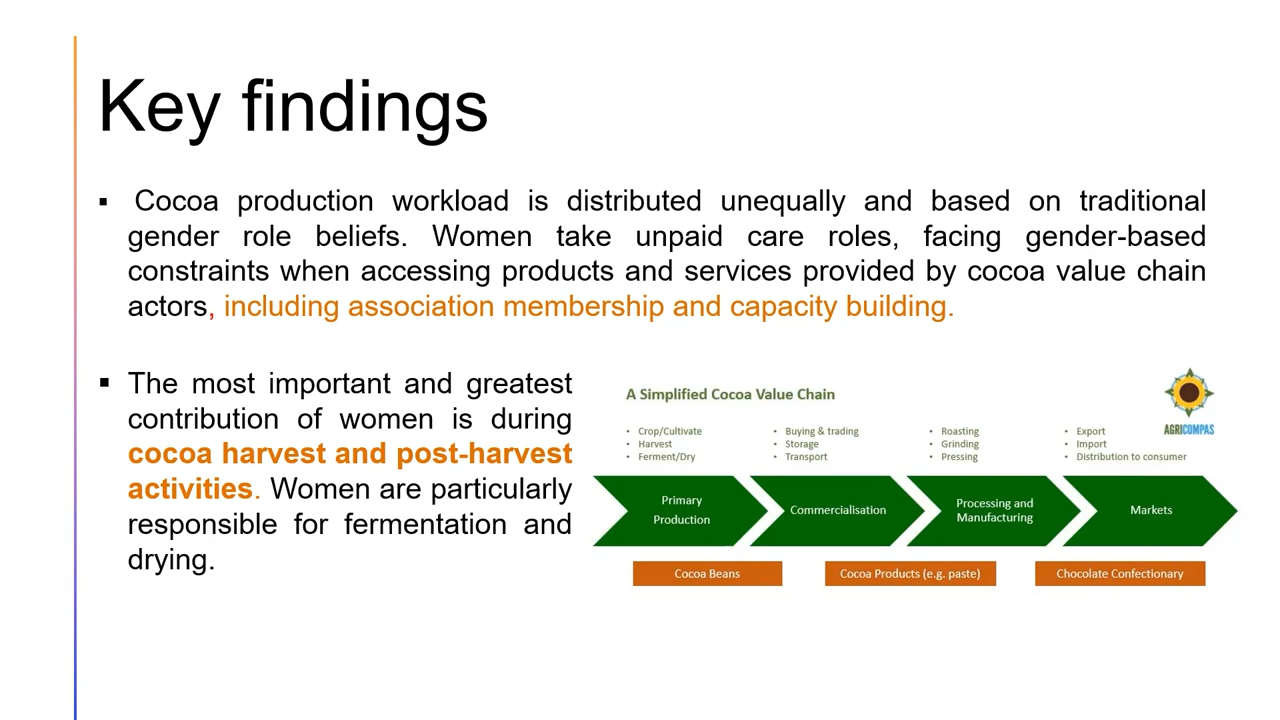 Key findings
▪ Cocoa production workload is distributed unequally and based on traditional
gender role beliefs. Women take unpaid care roles, facing gender-based
constraints when accessing products and services provided by cocoa value chain
actors, including association membership and capacity building.
▪ The most important and greatest
contribution of women is during
cocoa harvest and post-harvest
activities. Women are particularly
responsible for fermentation and
drying.
A Simplified Cocoa Value Chain
AGRICOMPAS
• Crop/Cultivate
• Harvest
• Ferment/Dry
• Buying & trading
• Storage
• Transport
• Roasting
• Grinding
• Pressing
• Export
• Import
• Distribution to consumer
Primary
Production
Commercialisation
Processing and
Manufacturing
Markets
Cocoa Beans
Cocoa Products (e.g. paste)
Chocolate Confectionary